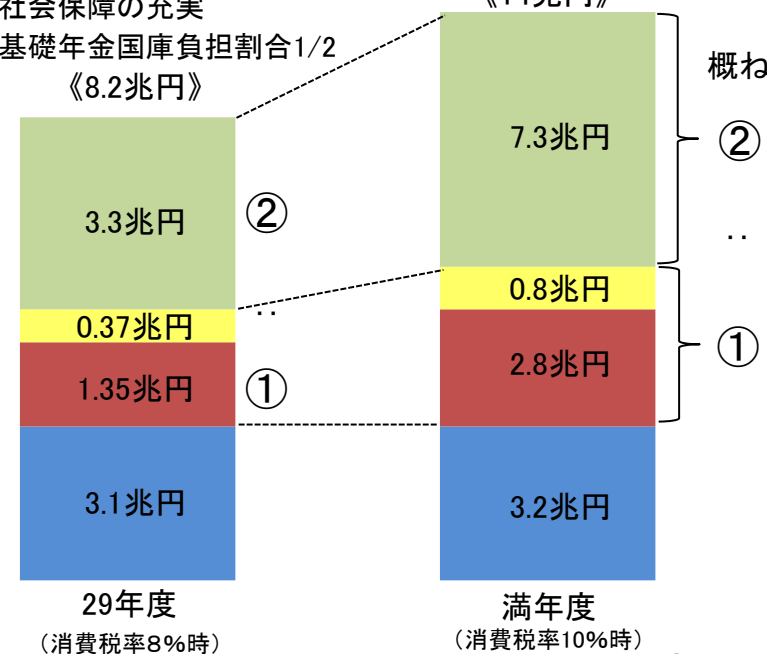 社会保障の充実
基礎年金国庫負担割合1/2
《8.2兆円》
3.3兆円
②
‥
0.37兆円
1.35兆円
①
3.1兆円
29年度
（消費税率8%時）
7.3兆円
0.8兆円
2.8兆円
3.2兆円
満年度
（消費税率10%時）
概ね
②
‥
①